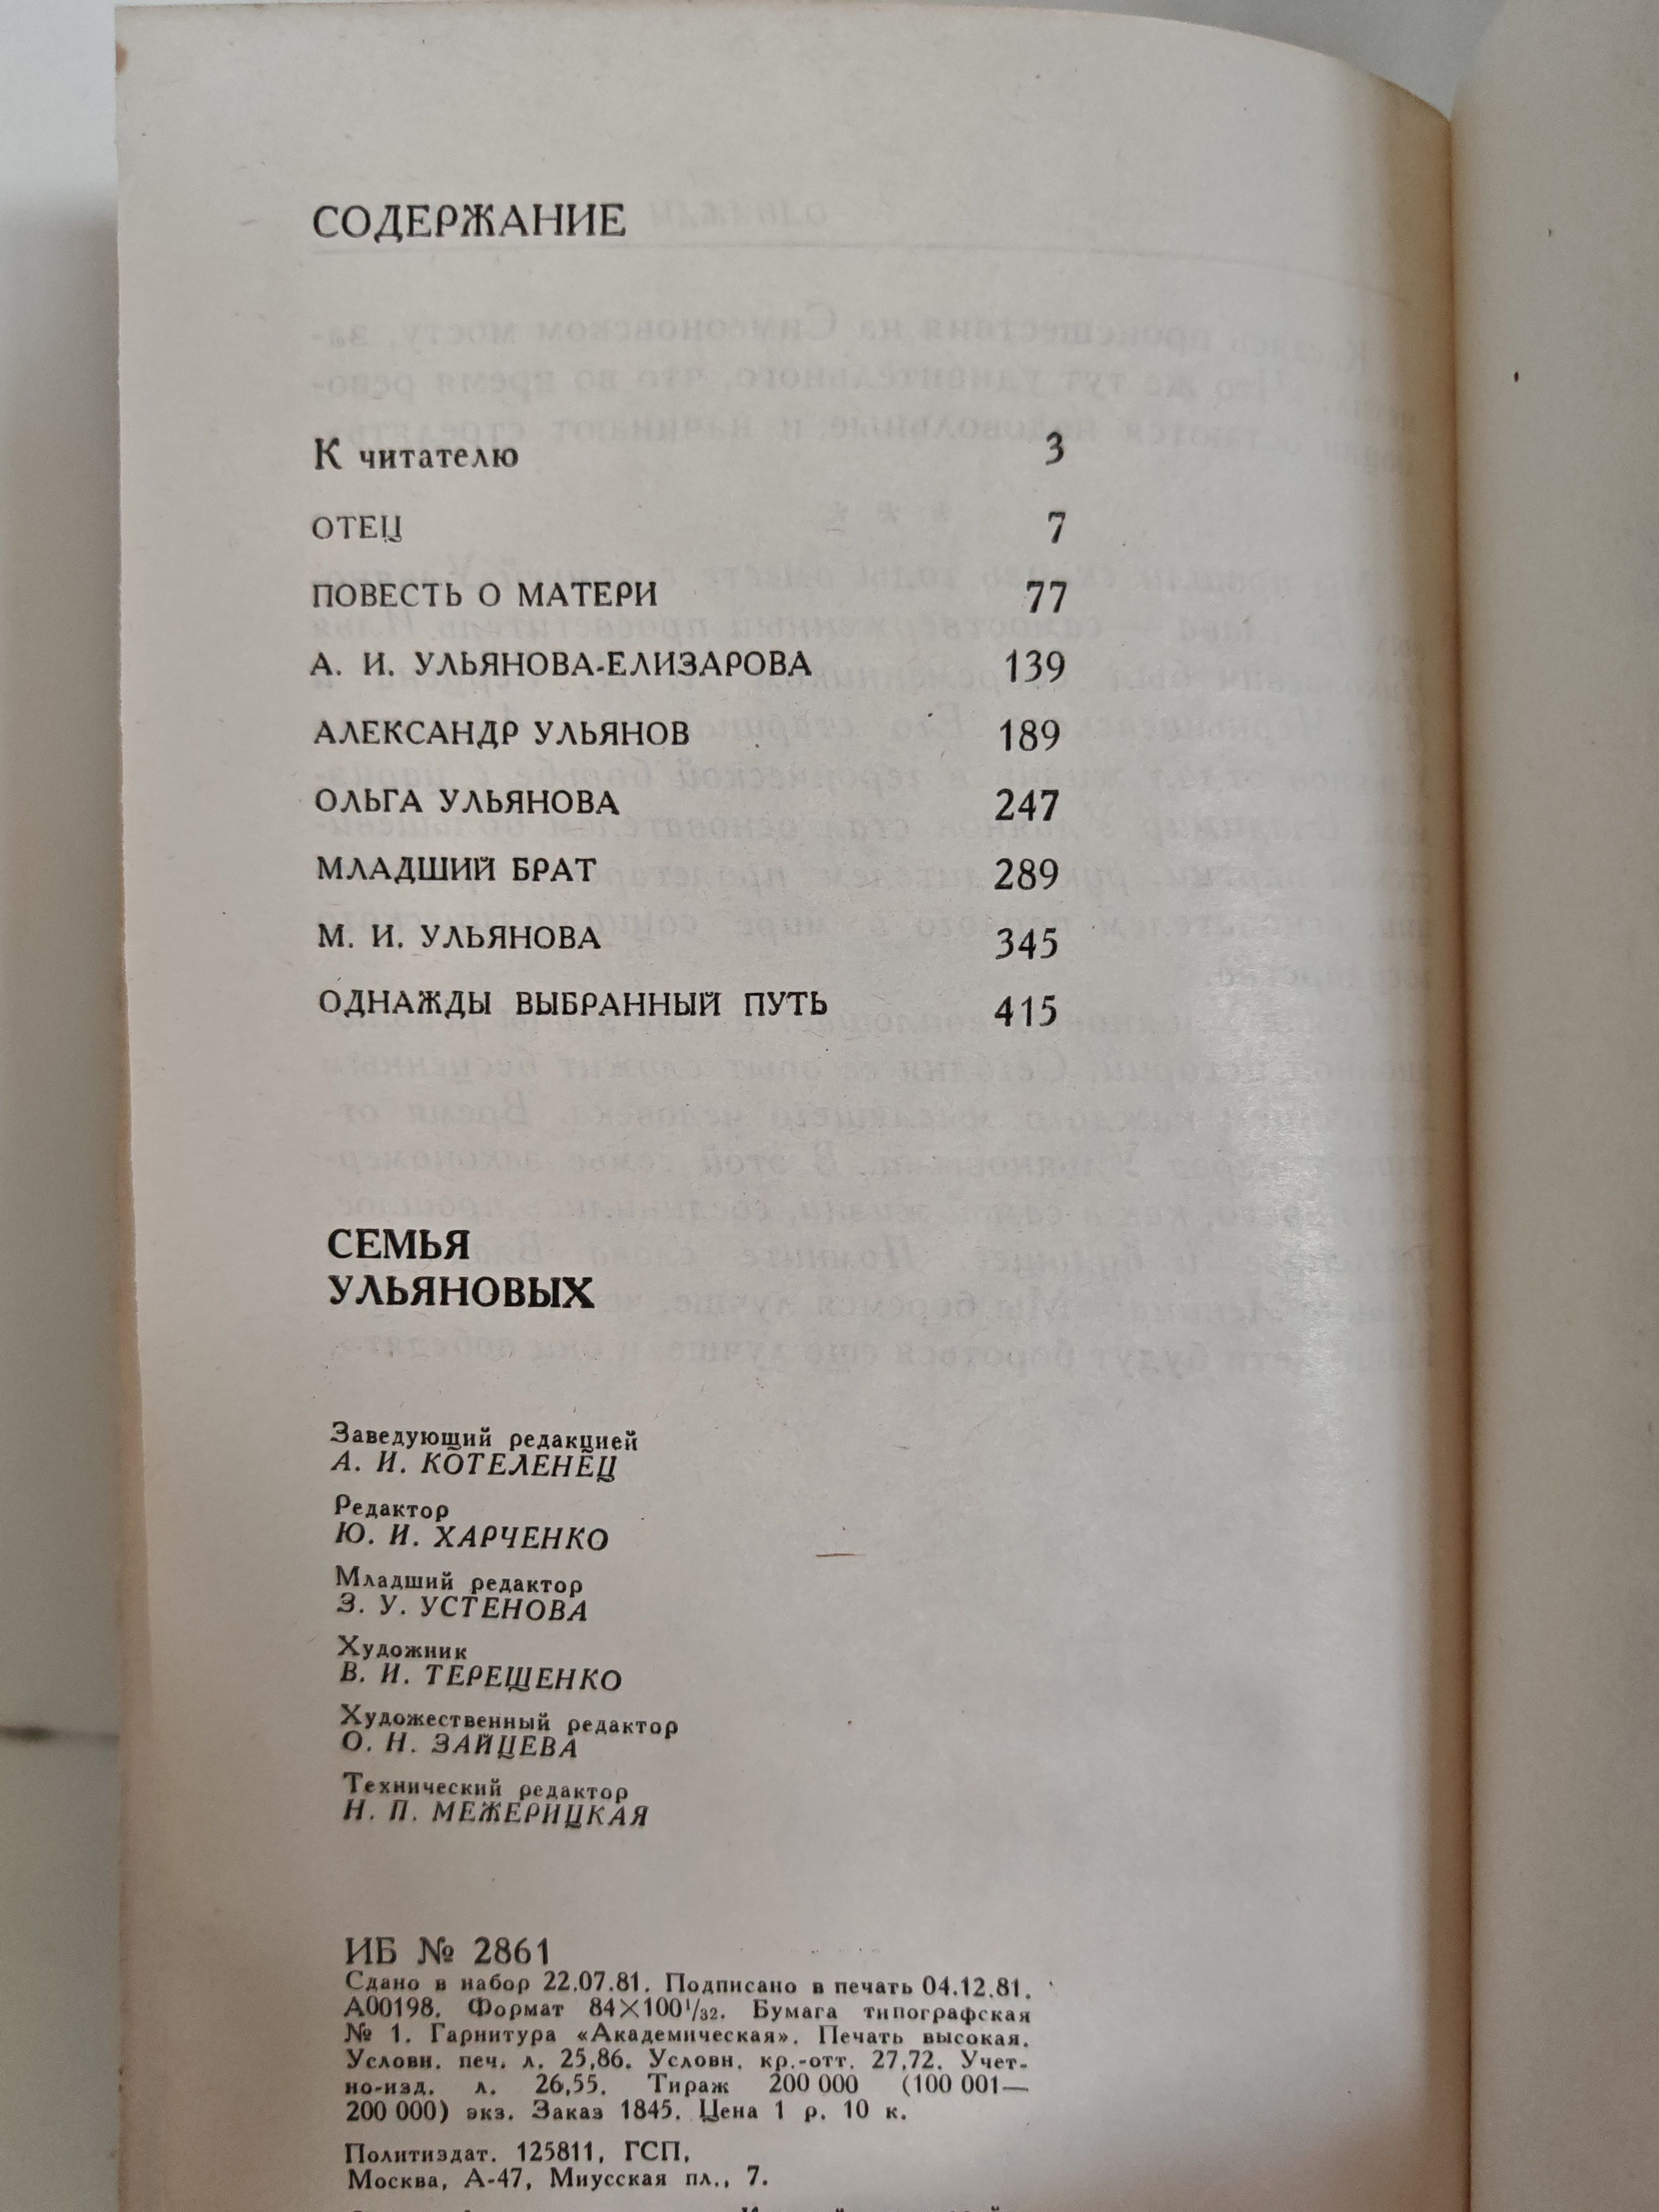 СОДЕРЖАНИЕ
К читателю 3
ОТЕЦ 7
ПОВЕСТЬ О МАТЕРИ 77
А. И. УЛЬЯНОВА-ЕЛИЗАРОВА 139
АЛЕКСАНДР УЛЬЯНОВ 189
ОЛЬГА УЛЬЯНОВА 247
МЛАДШИЙ БРАТ 289
М. И. УЛЬЯНОВА 345
ОДНАЖДЫ ВЫБРАННЫЙ ПУТЬ 415
СЕМЬЯ
УЛЬЯНОВЫХ
Заведующий редакцией
А. И. КОТЕЛЕНЕЦ
Редактор
Ю. И. ХАРЧЕНКО
Младший редактор
З. У. УСТЕНОВА
Художник
В. И. ТЕРЕЩЕНКО
Художественный редактор
О. Н. ЗАЙЦЕВА
Технический редактор
Н. П. МЕЖЕРИЦКАЯ
ИБ № 2861
Сдано в набор 22.07.81. Подписано в печать 04.12.81.
А00198. Формат 84×100¹/₃₂. Бумага типографская
№ 1. Гарнитура «Академическая». Печать высокая.
Условн. печ. л. 25,86. Условн. кр.-отт. 27,72. Учет-
но-изд. л. 26,55. Тираж 200 000 (100 001—
200 000) экз. Заказ 1845. Цена 1 р. 10 к.
Политиздат. 125811, ГСП,
Москва, А-47, Миусская пл., 7.